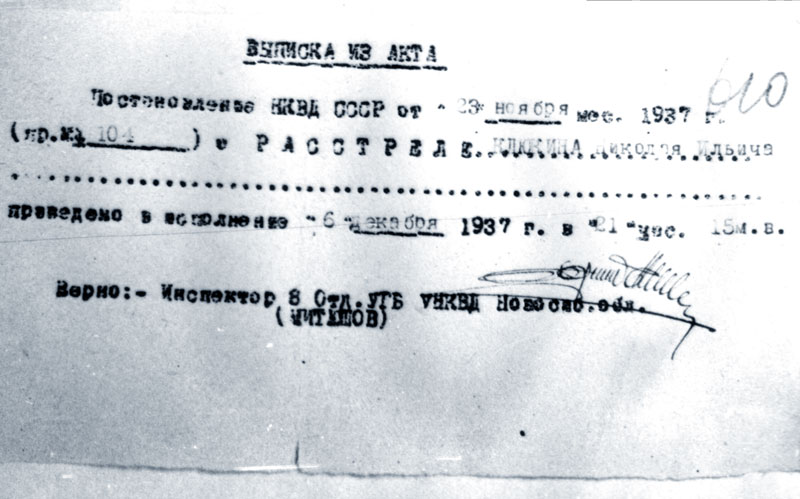 ВЫПИСКА ИЗ АКТА
Постановление НКВД СССР от "23" ноября мес. 1937 г.
(пр.№ 104 ) о РАССТРЕЛЕ Николая Ильича
приведено в исполнение "6" декабря 1937 г. в "21" час. 15м.
Верно:- Инспектор 8 Отд.УГБ УНКВД Новосиб.обл.